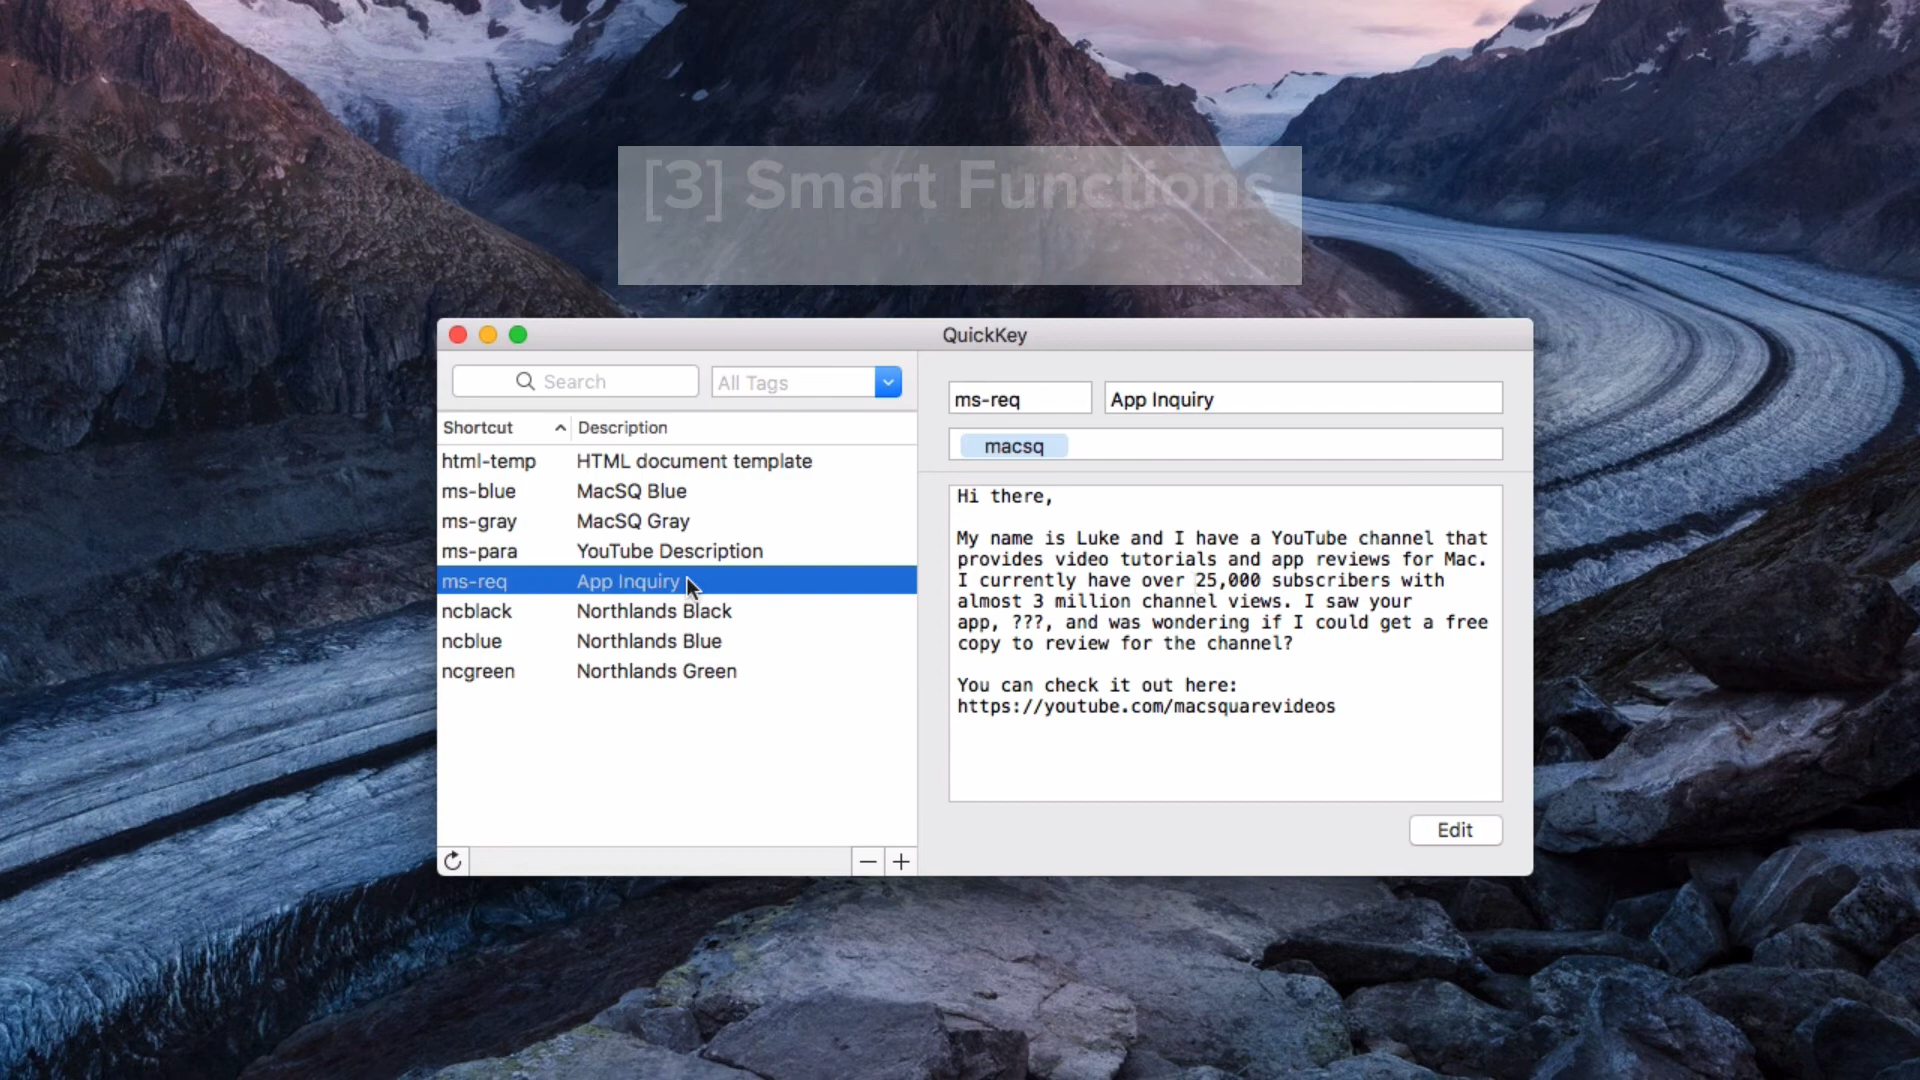 [3] Smart Functions
QuickKey
Search
All Tags
ms-req
App Inquiry
macsq
Shortcut Description
html-temp HTML document template
ms-blue MacSQ Blue
ms-gray MacSQ Gray
ms-para YouTube Description
ms-req App Inquiry
ncblack Northlands Black
ncblue Northlands Blue
ncgreen Northlands Green
Hi there,
My name is Luke and I have a YouTube channel that
provides video tutorials and app reviews for Mac.
I currently have over 25,000 subscribers with
almost 3 million channel views. I saw your
app, ???, and was wondering if I could get a free
copy to review for the channel?
You can check it out here:
https://youtube.com/macsquarevideos
Edit